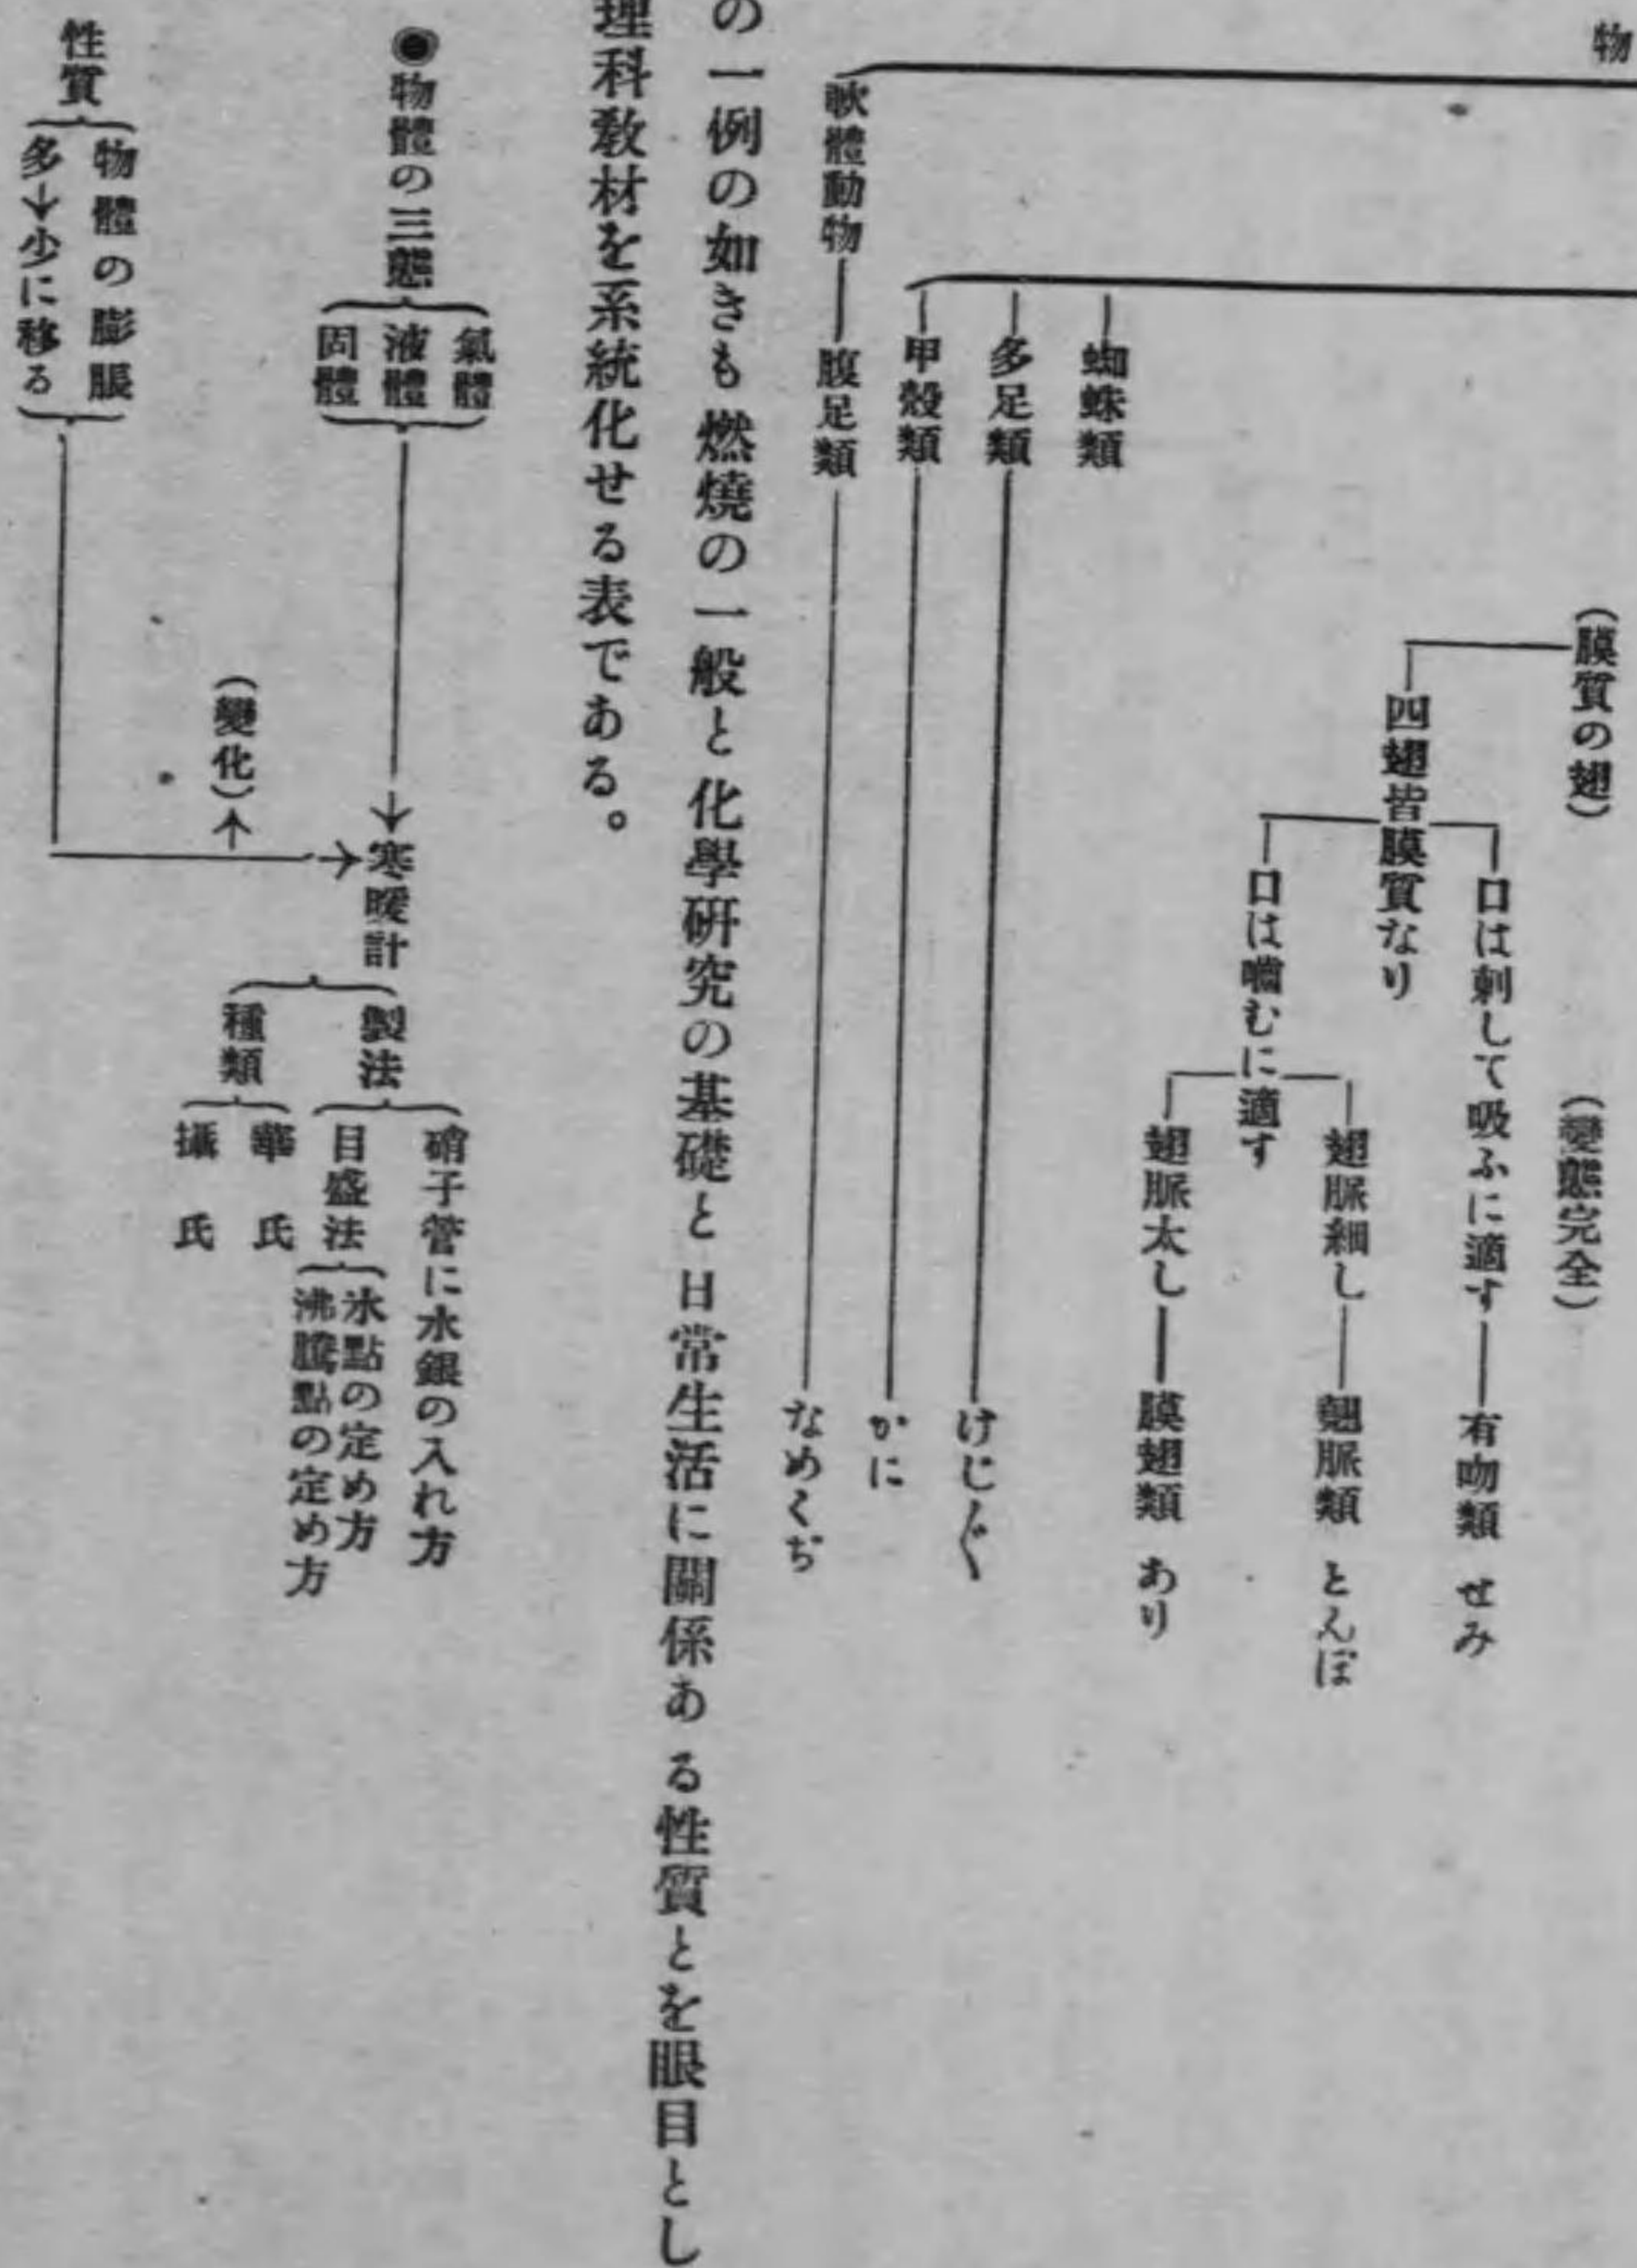 物
(膜質の翅)
(變態完全)
四翅皆膜質なり
口は刺して吸ふに適す
有吻類 せみ
口は嚙むに適す
翅脈細し
翅脈類 とんぼ
翅脈太し
膜翅類 あり
蜘蛛類
多足類
けじ〲
甲殼類
かに
軟體動物
腹足類
なめくぢ
の一例の如きも燃燒の一般と化學硏究の基礎と日常生活に關係ある性質とを眼目とし
理科敎材を系統化せる表である。
●物體の三態
氣體
液體
固體
→寒暖計
製法
硝子管に水銀の入れ方
目盛法
氷點の定め方
沸騰點の定め方
種類
華氏
攝氏
(變化)←
性質
物體の膨脹
多→少に移る